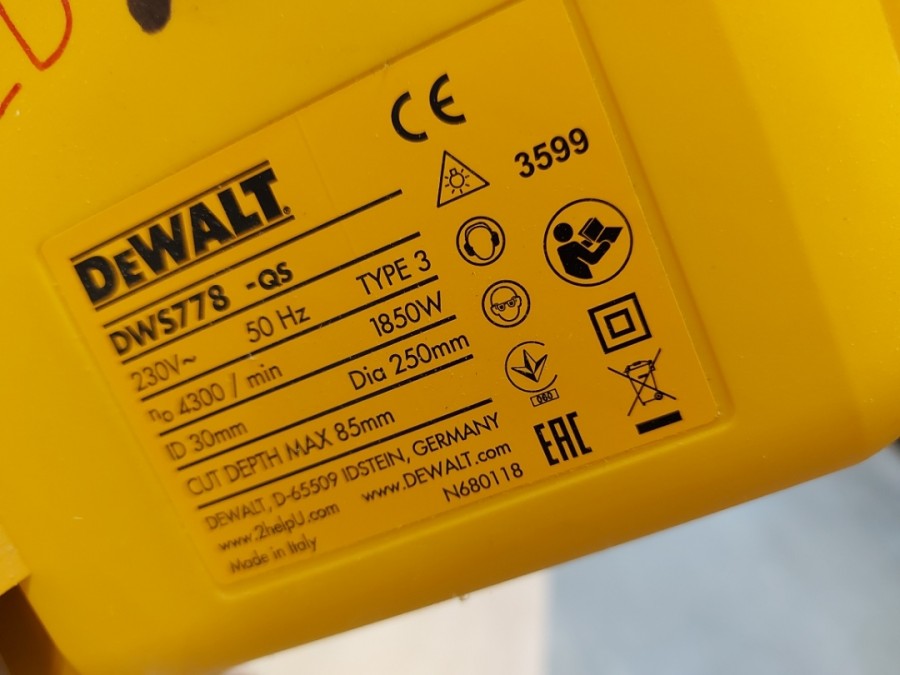 CE
3599
DEWALT®
DWS778 -QS
230V~ 50 Hz TYPE 3
n₀ 4300 / min 1850W
ID 30mm Dia 250mm
CUT DEPTH MAX 85mm
DEWALT, D-65509 IDSTEIN, GERMANY
www.2helpU.com www.DEWALT.com
Made in Italy N680118
EAC